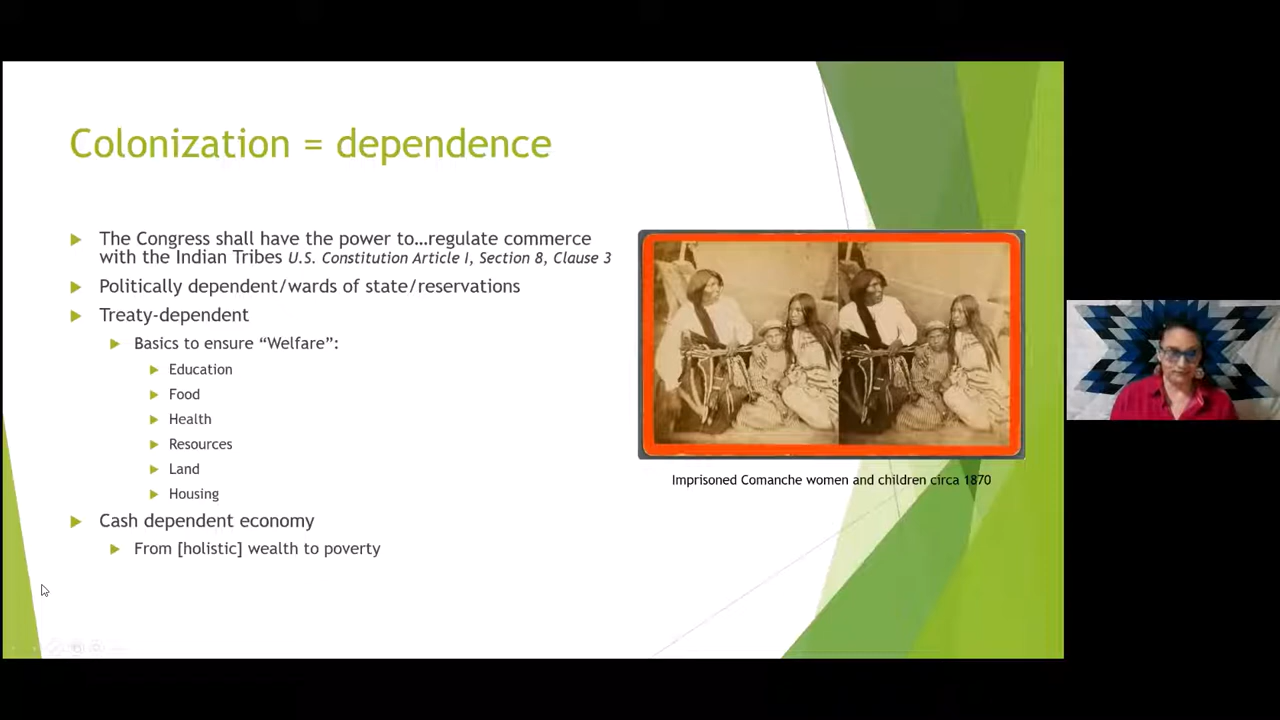 Colonization = dependence
The Congress shall have the power to…regulate commerce
with the Indian Tribes U.S. Constitution Article I, Section 8, Clause 3
Politically dependent/wards of state/reservations
Treaty-dependent
Basics to ensure “Welfare”:
Education
Food
Health
Resources
Land
Housing
Cash dependent economy
From [holistic] wealth to poverty
Imprisoned Comanche women and children circa 1870